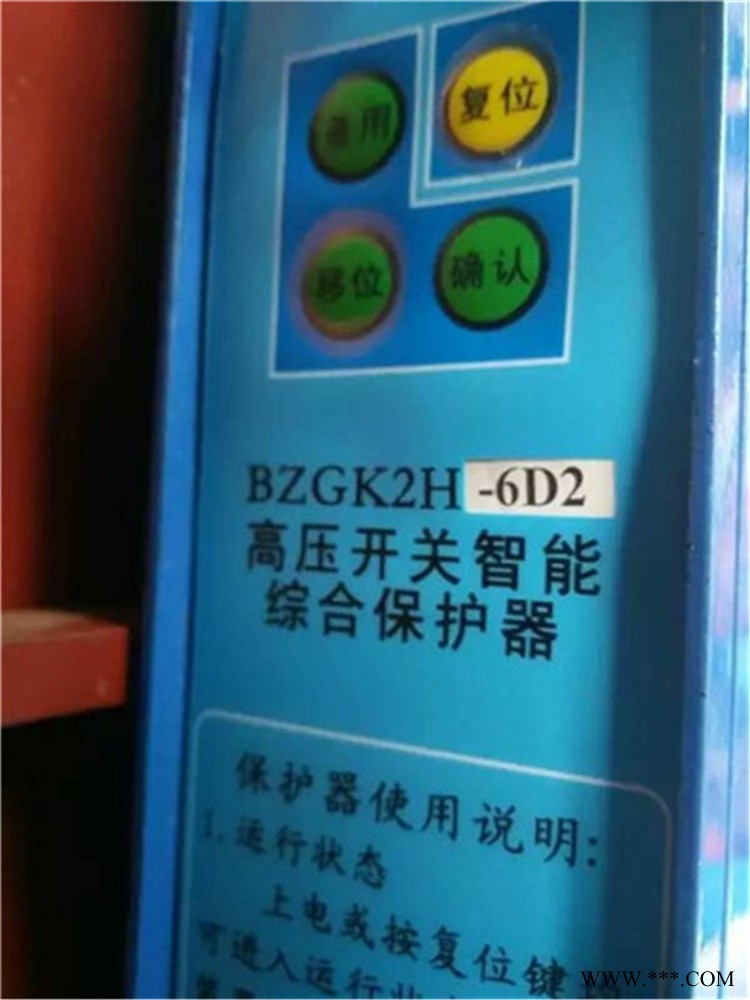 备用 复位
移位 确认
BZGK2H-6D2
高压开关智能
综合保护器
保护器使用说明:
1.运行状态
上电或按复位键
可进入运行状
WWW.***.COM